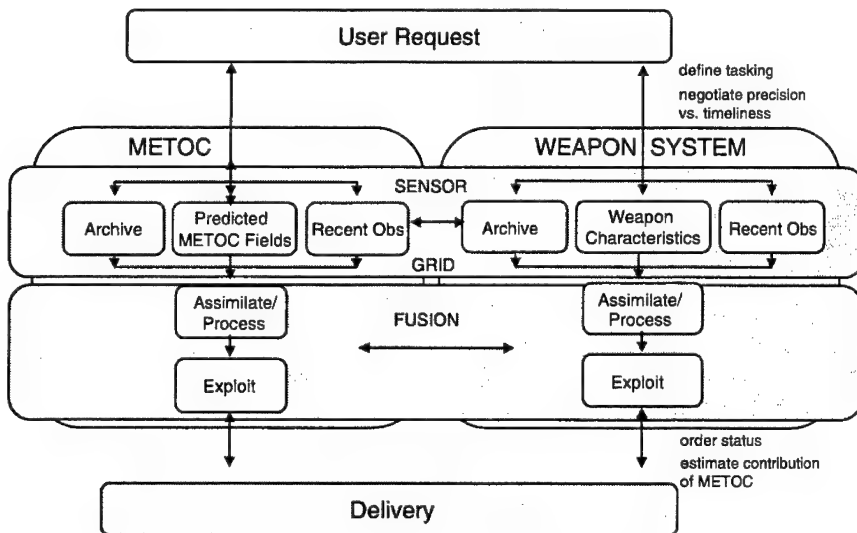 User Request
define tasking
negotiate precision
vs. timeliness
METOC
WEAPON SYSTEM
SENSOR
Archive
Predicted
METOC Fields
Recent Obs
Archive
Weapon
Characteristics
Recent Obs
GRID
Assimilate/
Process
FUSION
Assimilate/
Process
Exploit
Exploit
order status
estimate contribution
of METOC
Delivery